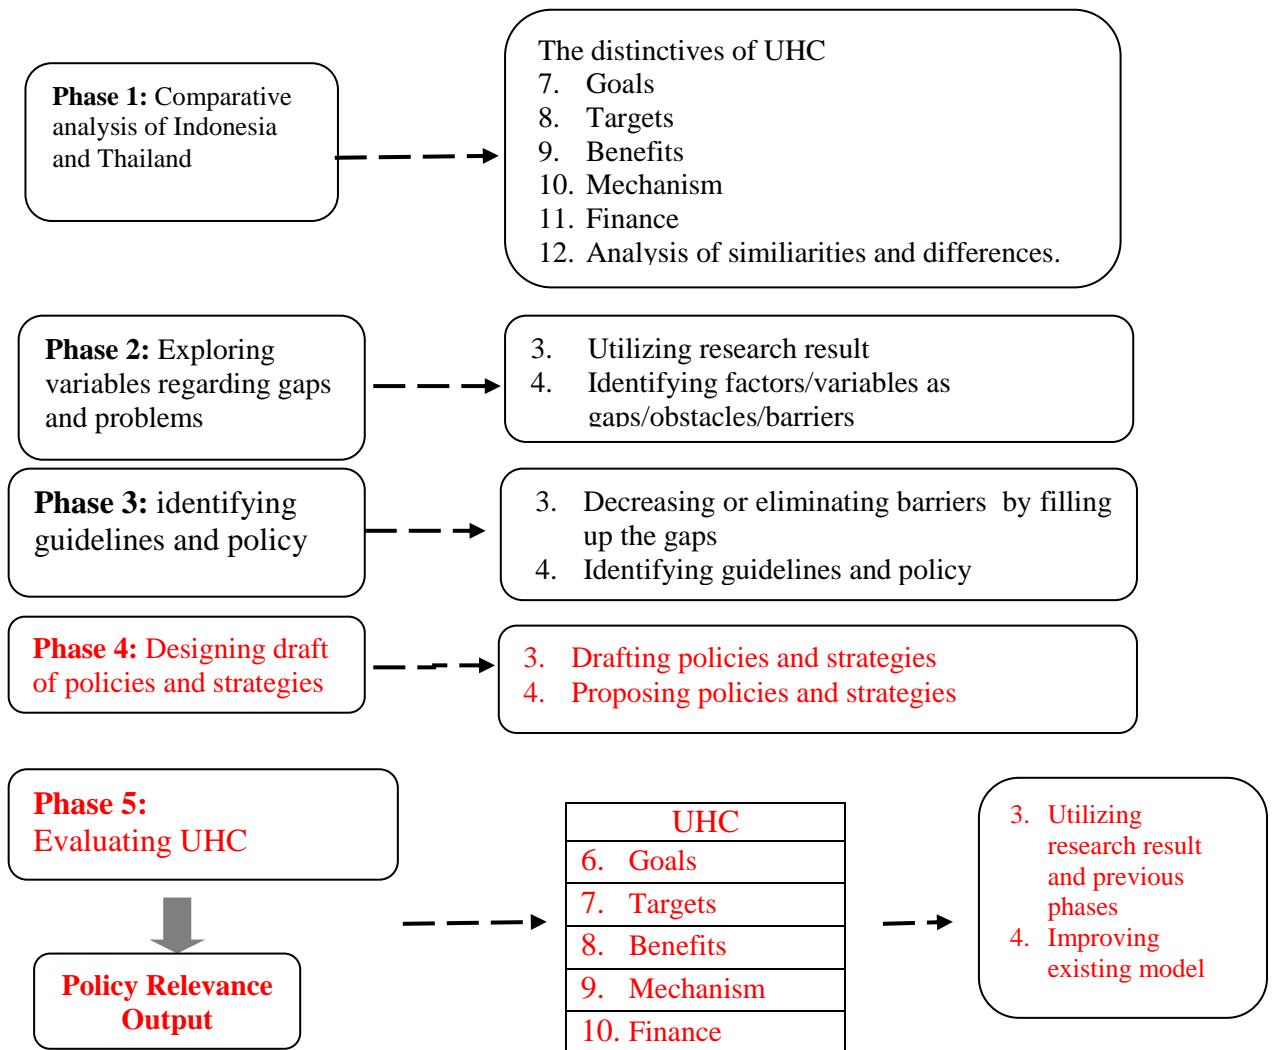 Phase 1: Comparative
analysis of Indonesia
and Thailand
The distinctives of UHC
7. Goals
8. Targets
9. Benefits
10. Mechanism
11. Finance
12. Analysis of similiarities and differences.
Phase 2: Exploring
variables regarding gaps
and problems
3. Utilizing research result
4. Identifying factors/variables as
gaps/obstacles/barriers
Phase 3: identifying
guidelines and policy
3. Decreasing or eliminating barriers by filling
up the gaps
4. Identifying guidelines and policy
Phase 4: Designing draft
of policies and strategies
3. Drafting policies and strategies
4. Proposing policies and strategies
Phase 5:
Evaluating UHC
Policy Relevance
Output
UHC
6. Goals
7. Targets
8. Benefits
9. Mechanism
10. Finance
3. Utilizing
research result
and previous
phases
4. Improving
existing model